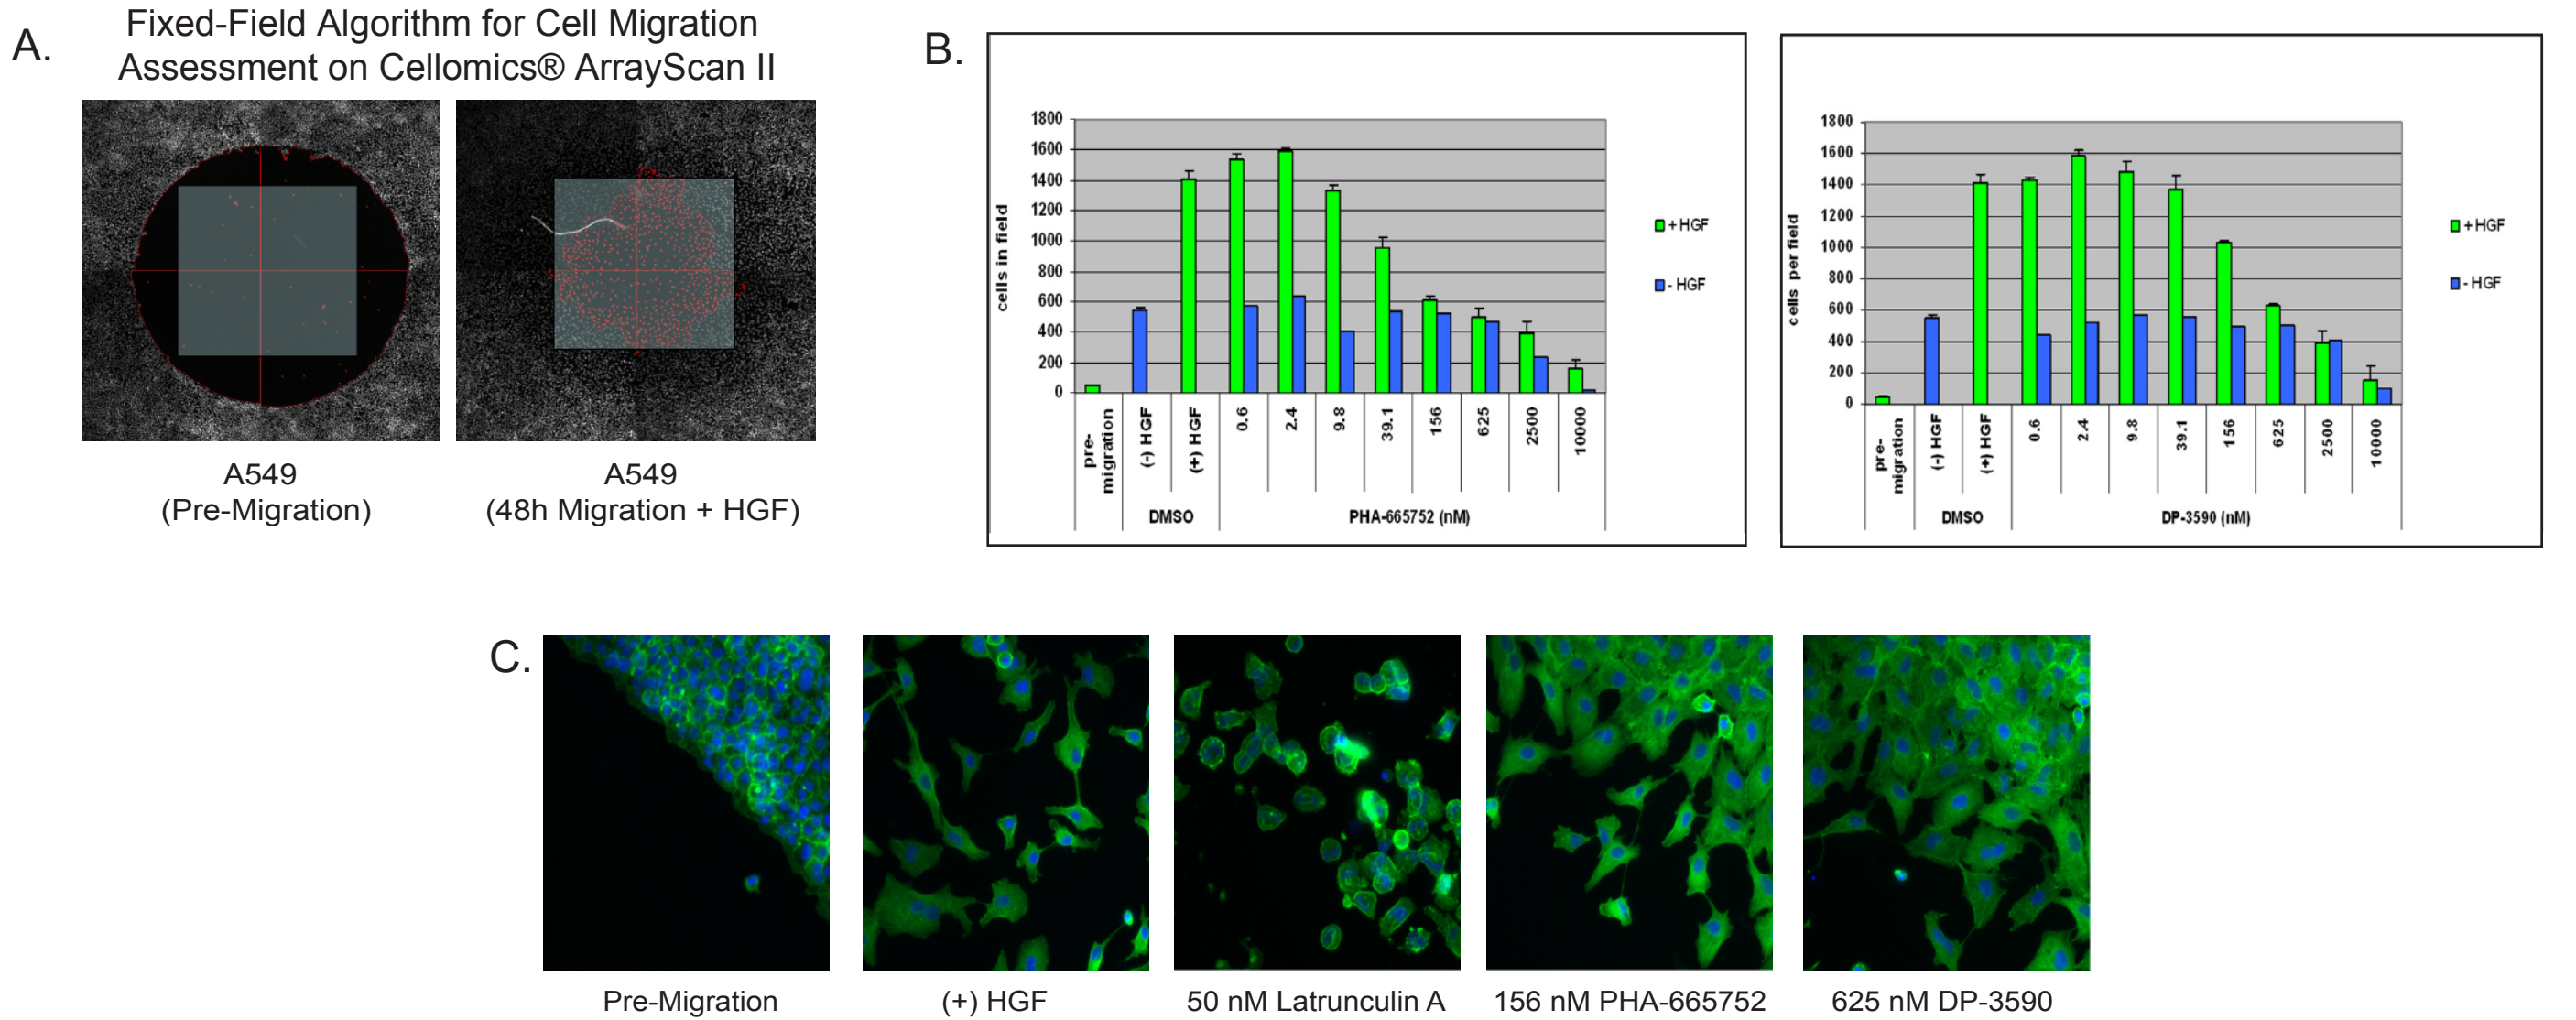 A.
Fixed-Field Algorithm for Cell Migration
Assessment on Cellomics® ArrayScan II
A549
(Pre-Migration)
A549
(48h Migration + HGF)
B.
cells in field
1800
1600
1400
1200
1000
800
600
400
200
0
pre-
migration
(-) HGF
(+) HGF
0.6
2.4
9.8
39.1
156
625
2500
10000
DMSO
PHA-665752 (nM)
+ HGF
- HGF
cells per field
1800
1600
1400
1200
1000
800
600
400
200
0
pre-
migration
(-) HGF
(+) HGF
0.6
2.4
9.8
39.1
156
625
2500
10000
DMSO
DP-3590 (nM)
+ HGF
- HGF
C.
Pre-Migration
(+) HGF
50 nM Latrunculin A
156 nM PHA-665752
625 nM DP-3590